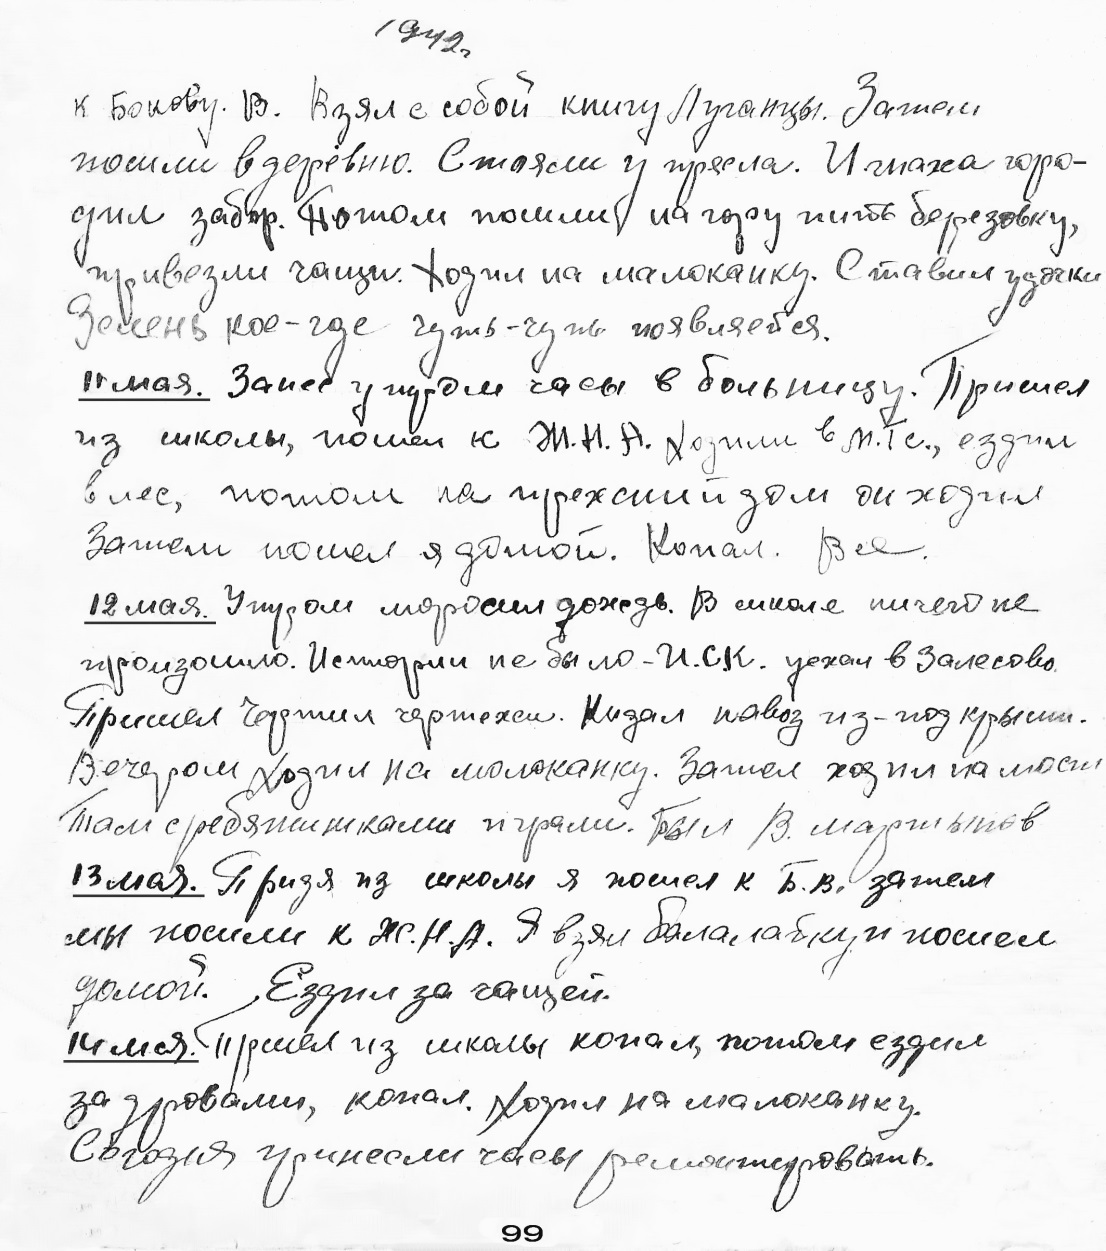 1942г.
к Бокову. В. Взял с собой книгу Луганцы. Затем
пошли в деревню. Стояли у прясла. Игнаха горо-
дил забор. Потом пошли на гору пить березовку,
привезли чащи. Ходил на малоканку. Ставил удочки
Зелень кое-где чуть-чуть появляется.
11 мая. Занес утром часы в больницу. Пришел
из школы, пошел к Ж.Н.А. Ходили в М.Тс., ездил
в лес, потом на дом он ходил
Затем пошел я домой. Копал. Все.
12 мая. Утром моросил дождь. В школе ничего не
произошло. Истории не было - И.С.К. уехал в Залесово.
Пришел Чертил чертежи. Кидал навоз из-под крыши.
Вечером Ходил на молоканку. Затем ходил на мост
Там с ребятишками играли. Был В. Мартынов
13 мая. Придя из школы я пошел к Б.В. затем
мы пошли к Ж.Н.А. Я взял балалайку и пошел
домой. Ездил за чащей.
14 мая. Пришел из школы копал, потом ездил
за дровами, копал. Ходил на малоканку.
Сегодня принесли часы ремонтировать.
99